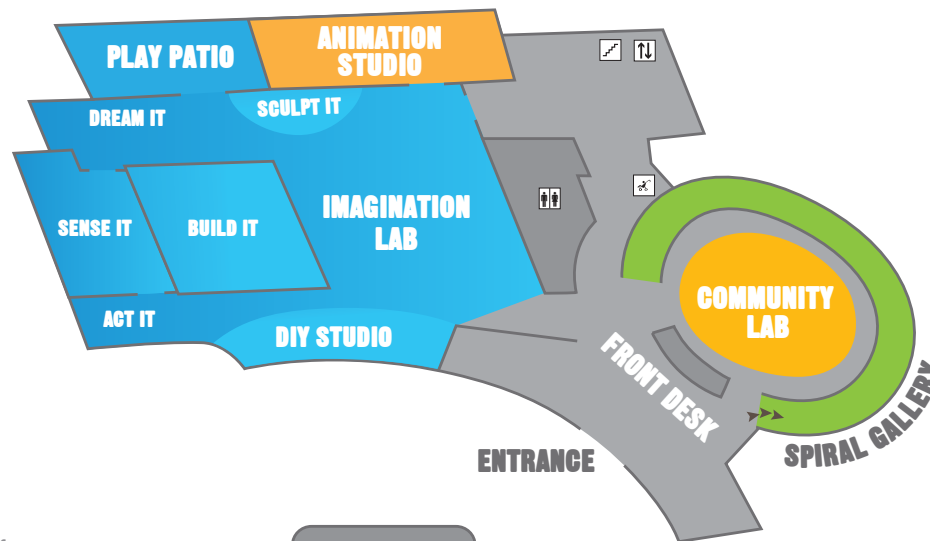 PLAY PATIO
ANIMATION
STUDIO
DREAM IT
SCULPT IT
SENSE IT
BUILD IT
IMAGINATION
LAB
ACT IT
DIY STUDIO
COMMUNITY
LAB
FRONT DESK
ENTRANCE
SPIRAL GALLERY